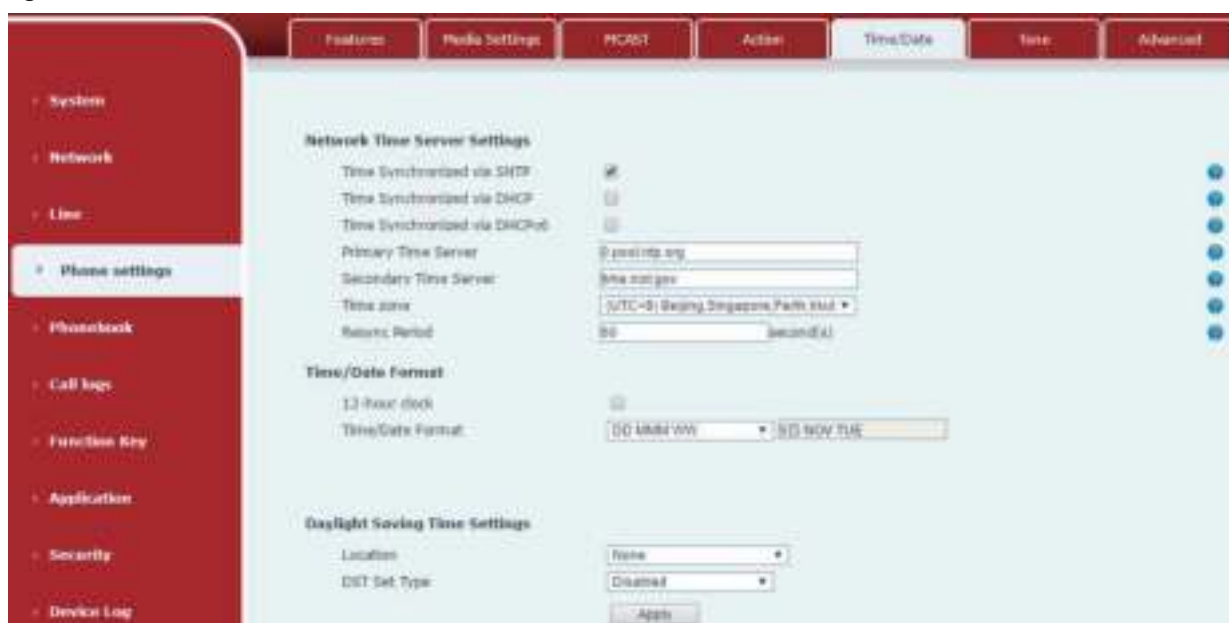 Features
Media Settings
MCAST
Action
Time/Date
Tone
Advanced
System
Network
Line
Phone settings
Phonebook
Call logs
Function Key
Application
Security
Device Log
Network Time Server Settings
Time Synchronized via SNTP
Time Synchronized via DHCP
Time Synchronized via DHCPv6
Primary Time Server 0.pool.ntp.org
Secondary Time Server time.nist.gov
Time zone (UTC+8) Beijing,Singapore,Perth,Irkut
Resync Period 60 second(s)
Time/Date Format
12-hour clock
Time/Date Format DD MMM WW NOV TUE
Daylight Saving Time Settings
Location None
DST Set Type Disabled
Apply